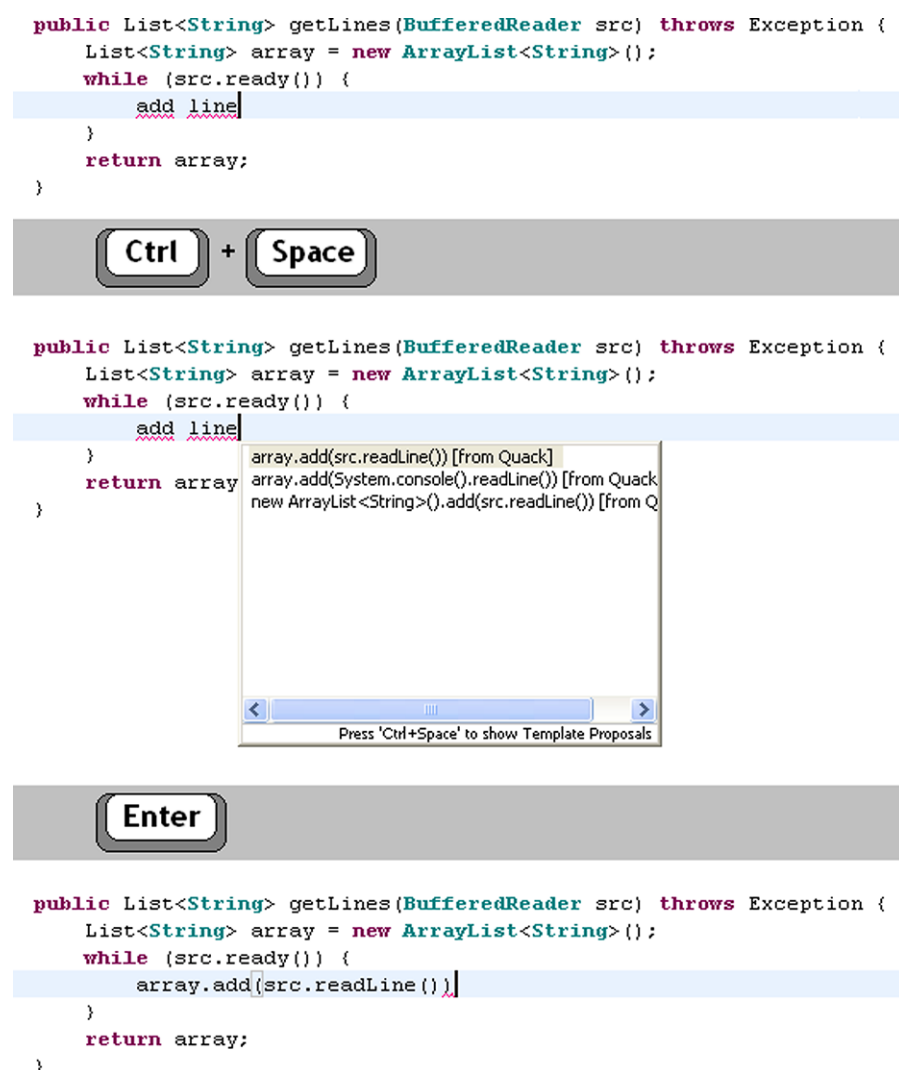 public List<String> getLines(BufferedReader src) throws Exception {
    List<String> array = new ArrayList<String>();
    while (src.ready()) {
        add line
    }
    return array;
}
Ctrl + Space
public List<String> getLines(BufferedReader src) throws Exception {
    List<String> array = new ArrayList<String>();
    while (src.ready()) {
        add line
    }
    return array
}
array.add(src.readLine()) [from Quack]
array.add(System.console().readLine()) [from Quack
new ArrayList<String>().add(src.readLine()) [from Q
Press 'Ctrl+Space' to show Template Proposals
Enter
public List<String> getLines(BufferedReader src) throws Exception {
    List<String> array = new ArrayList<String>();
    while (src.ready()) {
        array.add(src.readLine())
    }
    return array;
}